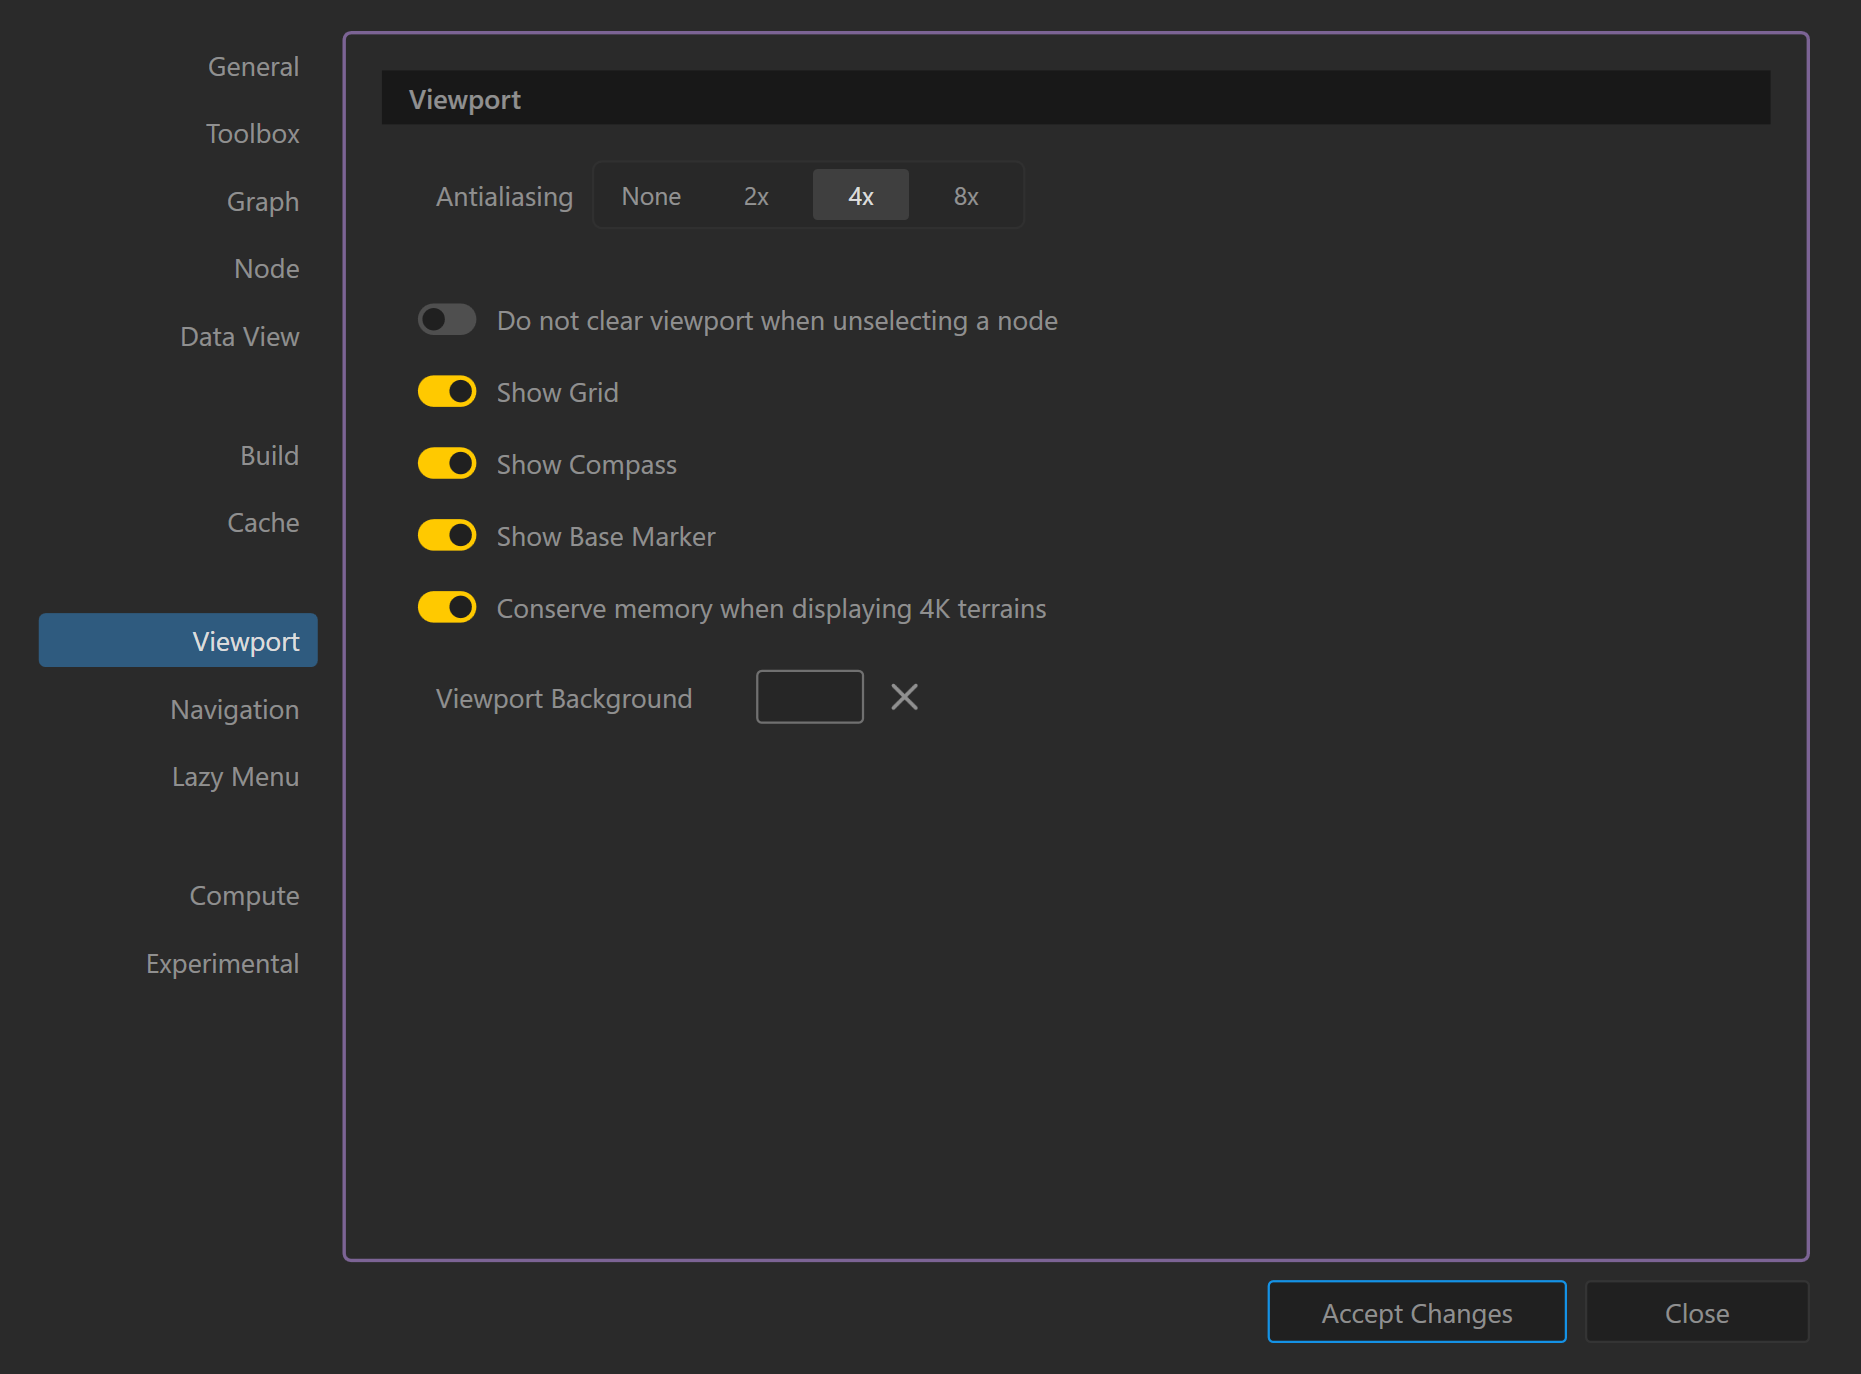 General
Toolbox
Graph
Node
Data View
Build
Cache
Viewport
Navigation
Lazy Menu
Compute
Experimental
Viewport
Antialiasing None 2x 4x 8x
Do not clear viewport when unselecting a node
Show Grid
Show Compass
Show Base Marker
Conserve memory when displaying 4K terrains
Viewport Background
Accept Changes Close